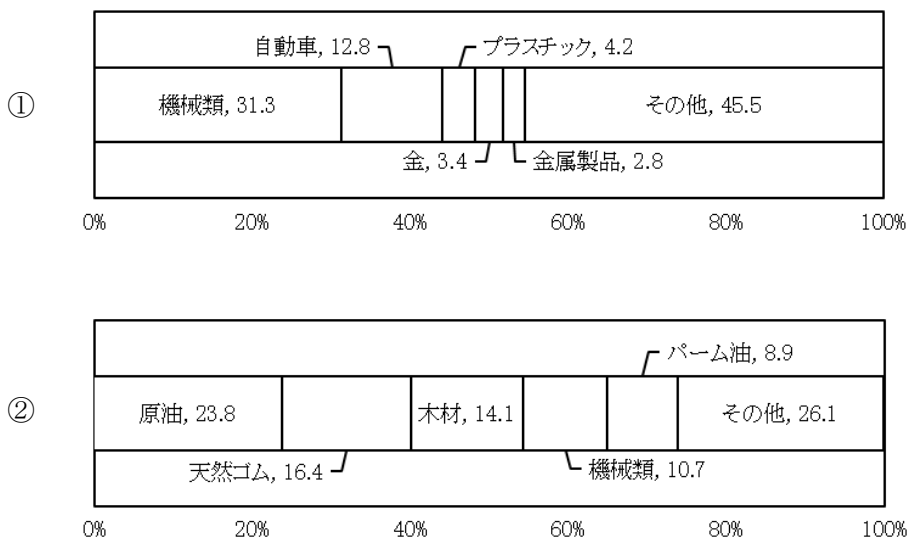 自動車, 12.8
プラスチック, 4.2
①
機械類, 31.3
その他, 45.5
金, 3.4
金属製品, 2.8
0%
20%
40%
60%
80%
100%
パーム油, 8.9
②
原油, 23.8
木材, 14.1
その他, 26.1
天然ゴム, 16.4
機械類, 10.7
0%
20%
40%
60%
80%
100%